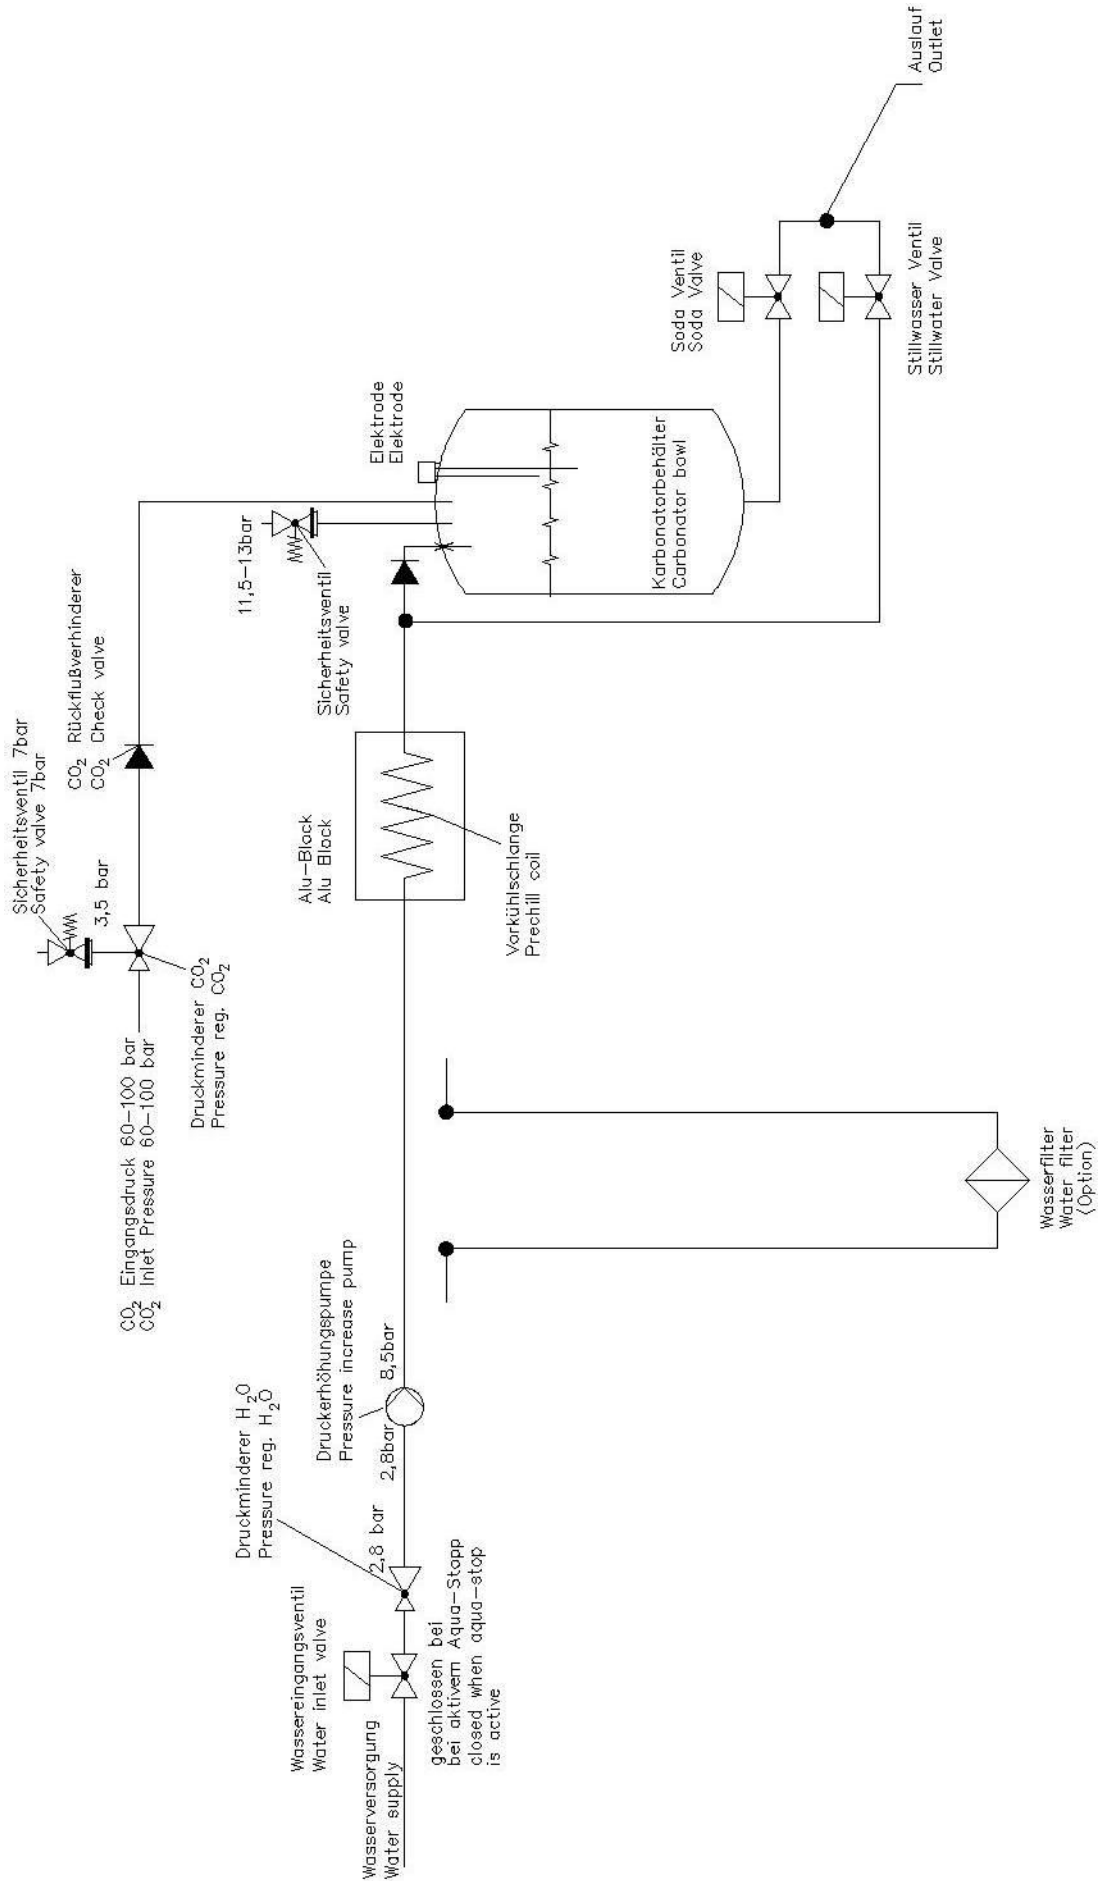 Wasserversorgung
Water supply
Wassereingangsventil
Water inlet valve
geschlossen bei
bei aktivem Aqua-Stopp
closed when aqua-stop
is active
Druckminderer H₂O
Pressure reg. H₂O
2,8 bar
2,8bar
8,5bar
Druckerhöhungspumpe
Pressure increase pump
CO₂ Eingangsdruck 60-100 bar
CO₂ Inlet Pressure 60-100 bar
Druckminderer CO₂
Pressure reg. CO₂
Sicherheitsventil 7bar
Safety valve 7bar
3,5 bar
CO₂ Rückflußverhinderer
CO₂ Check valve
Wasserfilter
Water filter
(Option)
Alu-Block
Alu Block
Vorkühlschlange
Prechill coil
11,5-13bar
Sicherheitsventil
Safety valve
Elektrode
Elektrode
Karbonatorbehälter
Carbonator bowl
Soda Ventil
Soda Valve
Stillwasser Ventil
Stillwater Valve
Auslauf
Outlet